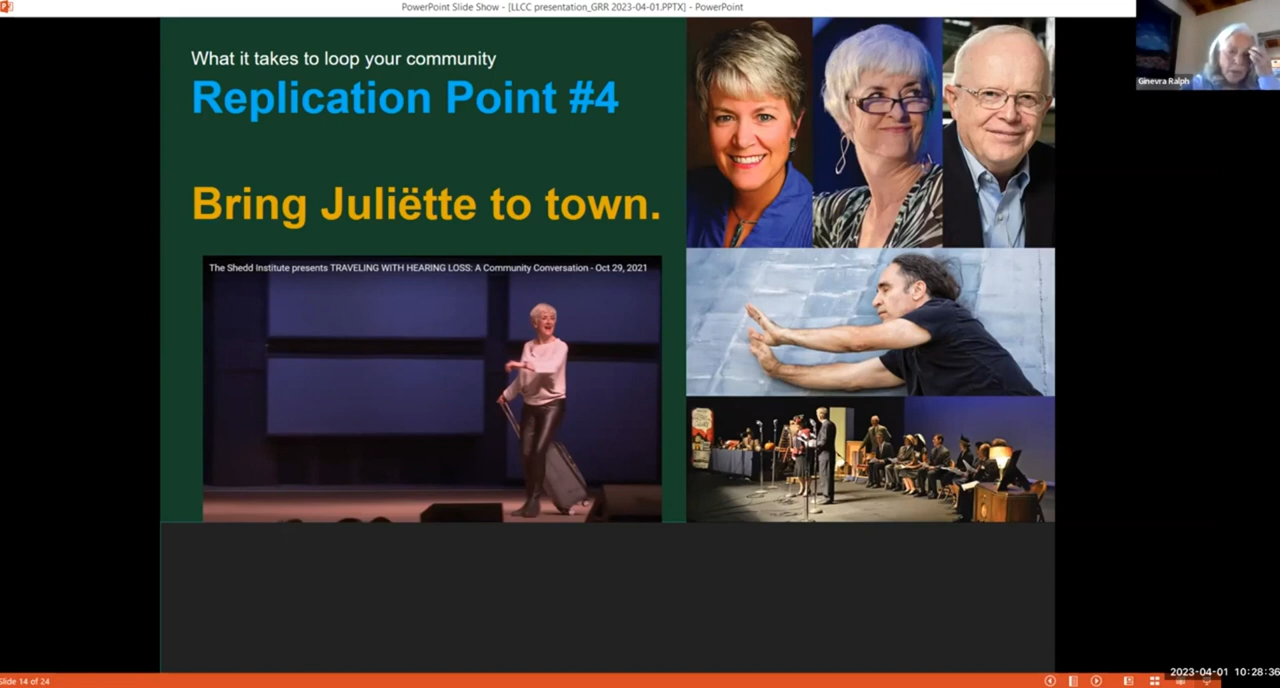 PowerPoint Slide Show - [LLCC presentation_GRR 2023-04-01.PPTX] - PowerPoint
Ginevra Ralph
What it takes to loop your community
Replication Point #4
Bring Juliëtte to town.
The Shedd Institute presents TRAVELING WITH HEARING LOSS: A Community Conversation - Oct 29, 2021
Slide 14 of 24
2023-04-01 10:28:36